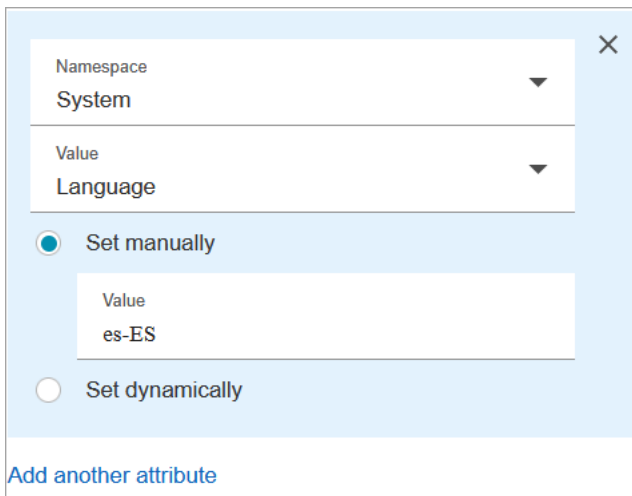 Namespace
System
Value
Language
Set manually
Value
es-ES
Set dynamically
Add another attribute